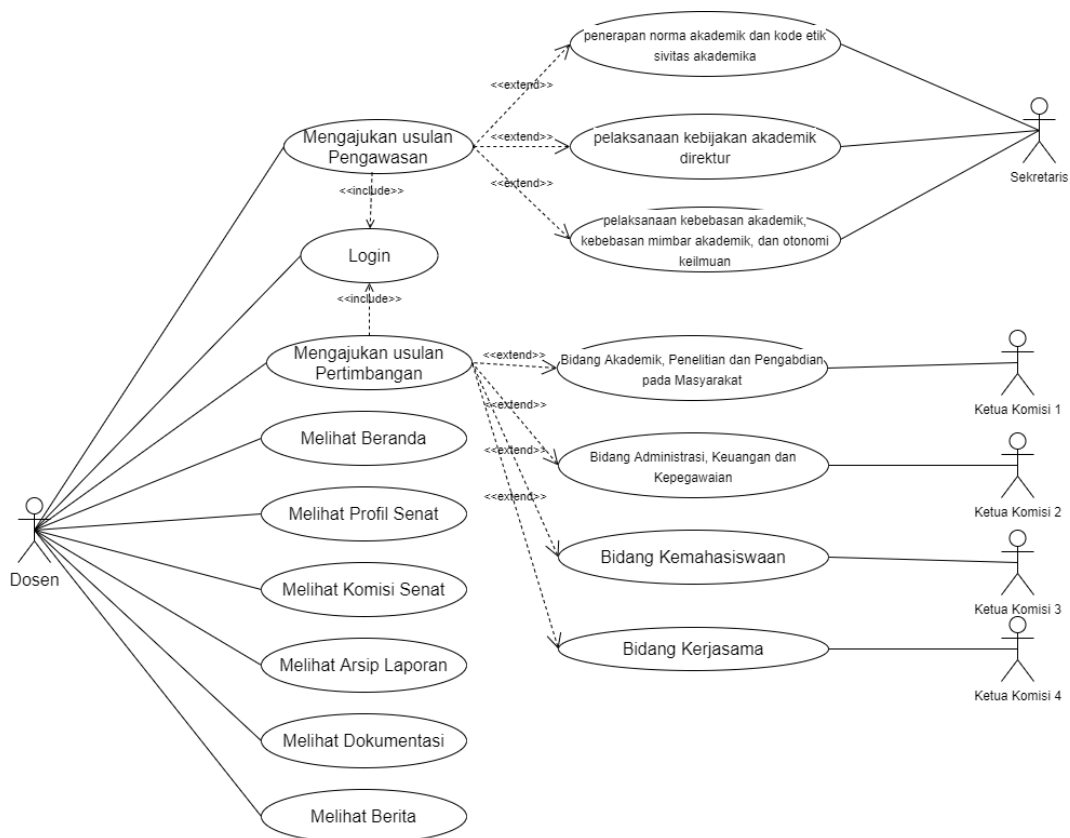 penerapan norma akademik dan kode etik
sivitas akademika
<<extend>>
Mengajukan usulan
Pengawasan
<<extend>>
pelaksanaan kebijakan akademik
direktur
Sekretaris
<<include>>
<<extend>>
pelaksanaan kebebasan akademik,
kebebasan mimbar akademik, dan otonomi
keilmuan
Login
<<include>>
Mengajukan usulan
Pertimbangan
<<extend>>
Bidang Akademik, Penelitian dan Pengabdian
pada Masyarakat
Ketua Komisi 1
<<extend>>
Melihat Beranda
<<extend>>
Bidang Administrasi, Keuangan dan
Kepegawaian
Ketua Komisi 2
<<extend>>
Melihat Profil Senat
Dosen
Bidang Kemahasiswaan
Ketua Komisi 3
Melihat Komisi Senat
Bidang Kerjasama
Melihat Arsip Laporan
Ketua Komisi 4
Melihat Dokumentasi
Melihat Berita